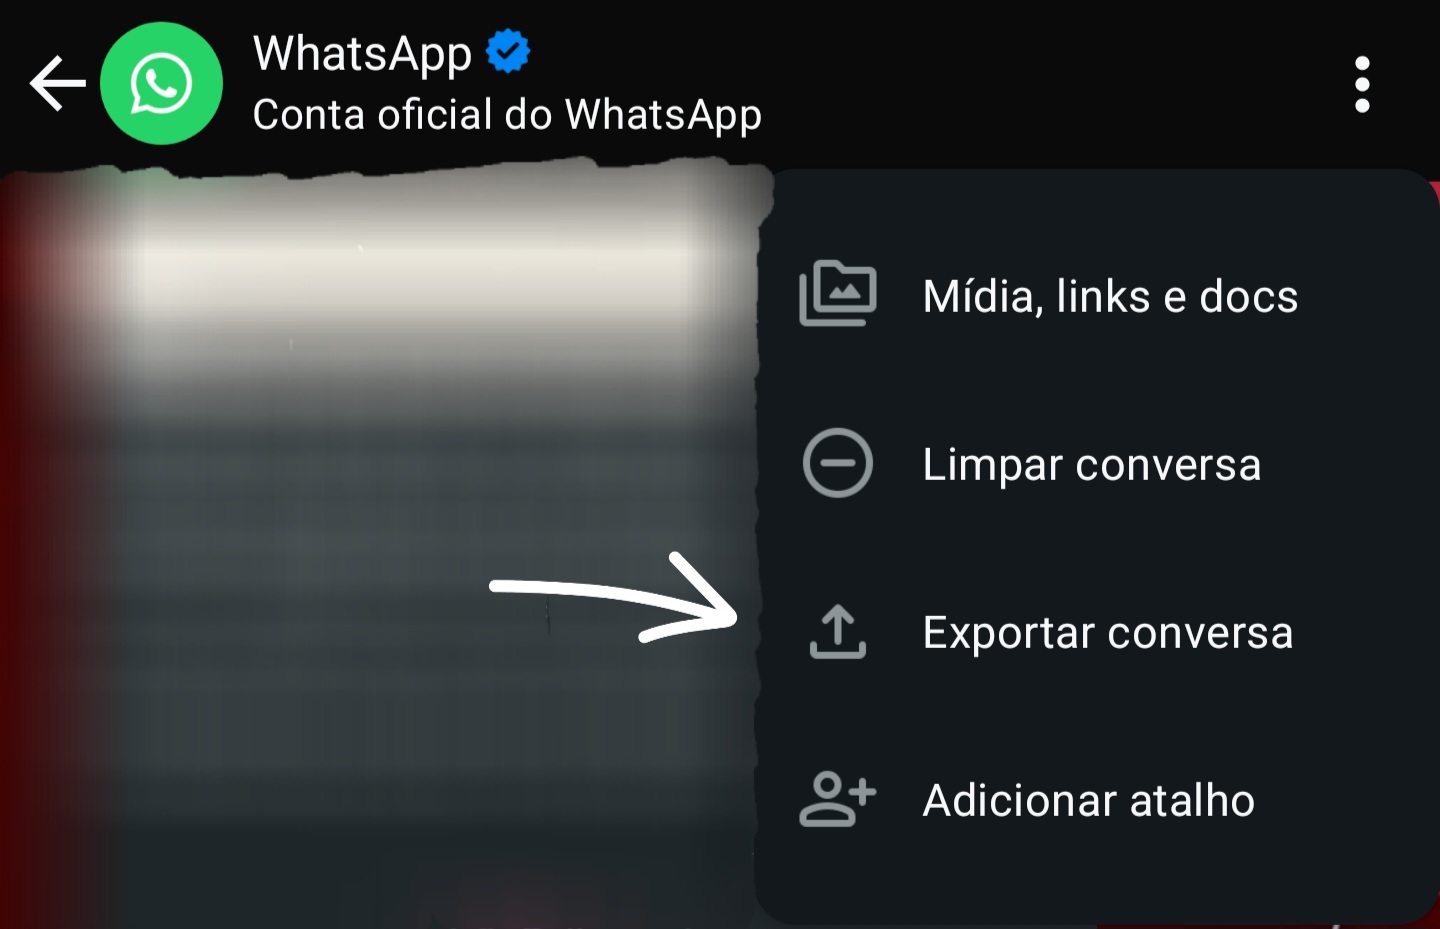 WhatsApp
Conta oficial do WhatsApp
Mídia, links e docs
Limpar conversa
Exportar conversa
Adicionar atalho